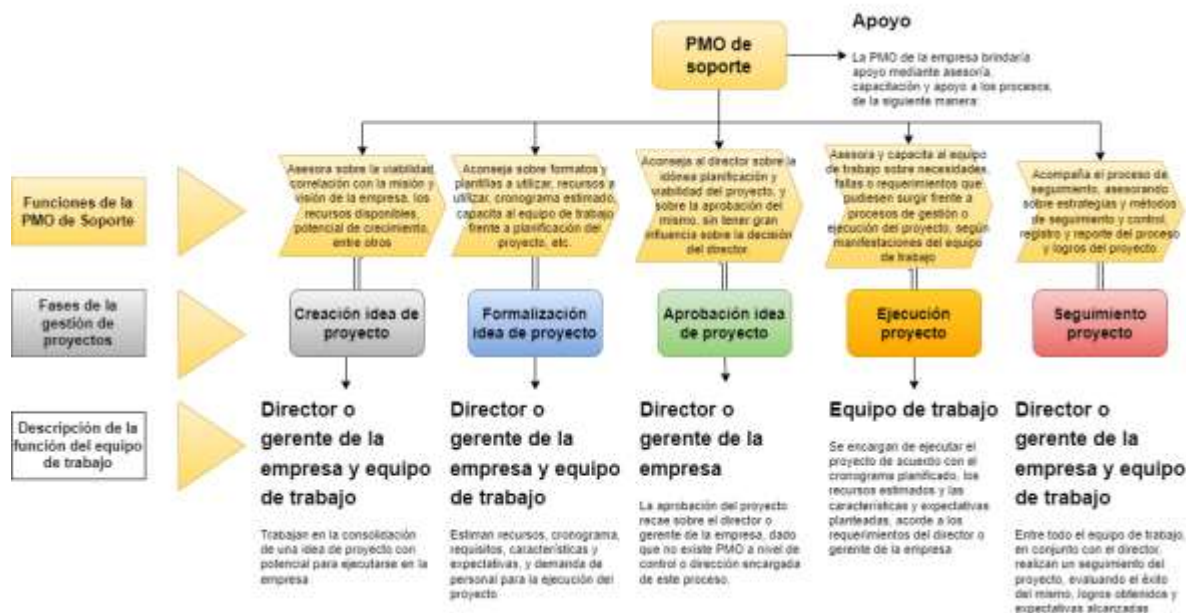 PMO de
soporte
Apoyo
La PMO de la empresa brindaría
apoyo mediante asesoría,
capacitación y apoyo a los procesos,
de la siguiente manera:
Funciones de la
PMO de Soporte
Asesora sobre la viabilidad,
correlación con la misión y
visión de la empresa, los
recursos disponibles,
potencial de crecimiento,
entre otros
Aconseja sobre formatos y
plantillas a utilizar, recursos a
utilizar, cronograma estimado,
capacita al equipo de trabajo
frente a planificación del
proyecto, etc.
Aconseja al director sobre la
idónea planificación y
viabilidad del proyecto, y
sobre la aprobación del
mismo, sin tener gran
influencia sobre la decisión
del director.
Asesora y capacita al equipo
de trabajo sobre necesidades,
fallas o requerimientos que
pudiesen surgir frente a
procesos de gestión o
ejecución del proyecto, según
manifestaciones del equipo
de trabajo
Acompaña el proceso de
seguimiento, asesorando
sobre estrategias y métodos
de seguimiento y control,
registro y reporte del proceso
y logros del proyecto.
Fases de la
gestión de
proyectos
Creación idea de
proyecto
Formalización
idea de proyecto
Aprobación idea
de proyecto
Ejecución
proyecto
Seguimiento
proyecto
Descripción de la
función del equipo
de trabajo
Director o
gerente de la
empresa y equipo
de trabajo
Trabajan en la consolidación
de una idea de proyecto con
potencial para ejecutarse en la
empresa
Director o
gerente de la
empresa y equipo
de trabajo
Estiman recursos, cronograma,
requisitos, características y
expectativas, y demanda de
personal para la ejecución del
proyecto
Director o
gerente de la
empresa
La aprobación del proyecto
recae sobre el director o
gerente de la empresa, dado
que no existe PMO a nivel de
control o dirección encargada
de este proceso.
Equipo de trabajo
Se encargan de ejecutar el
proyecto de acuerdo con el
cronograma planificado, los
recursos estimados y las
características y expectativas
planteadas, acorde a los
requerimientos del director o
gerente de la empresa
Director o
gerente de la
empresa y equipo
de trabajo
Entre todo el equipo de trabajo,
en conjunto con el director,
realizan un seguimiento del
proyecto, evaluando el éxito
del mismo, logros obtenidos y
expectativas alcanzadas